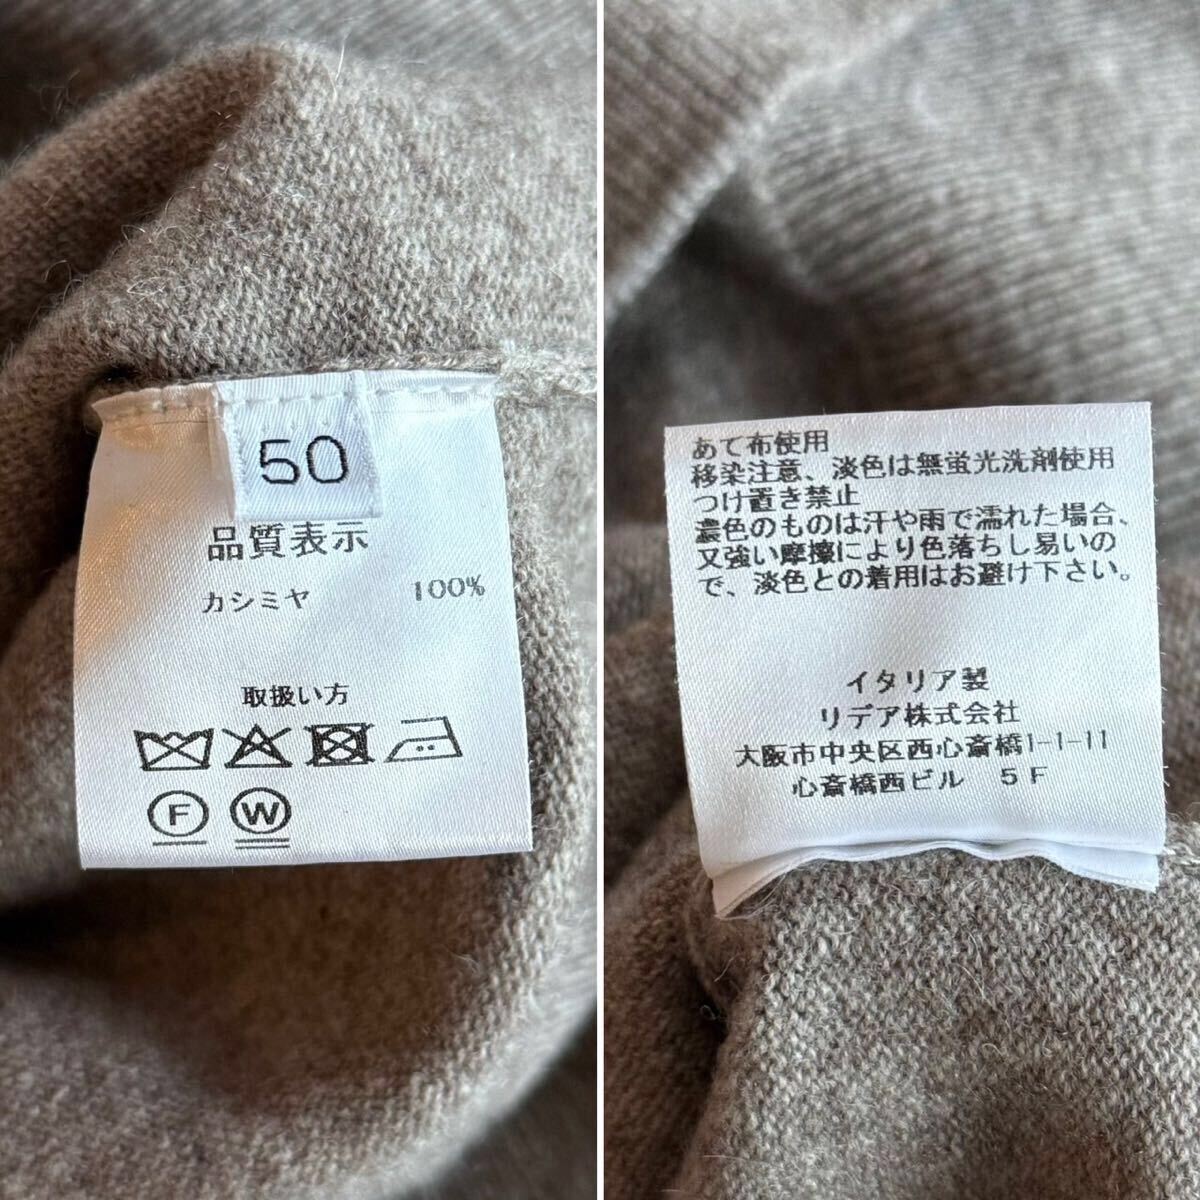 50
品質表示
カシミヤ 100%
取扱い方
F W
あて布使用
移染注意、淡色は無蛍光洗剤使用
つけ置き禁止
濃色のものは汗や雨で濡れた場合、
又強い摩擦により色落ちし易いの
で、淡色との着用はお避け下さい。
イタリア製
リデア株式会社
大阪市中央区西心斎橋1-1-11
心斎橋西ビル 5F